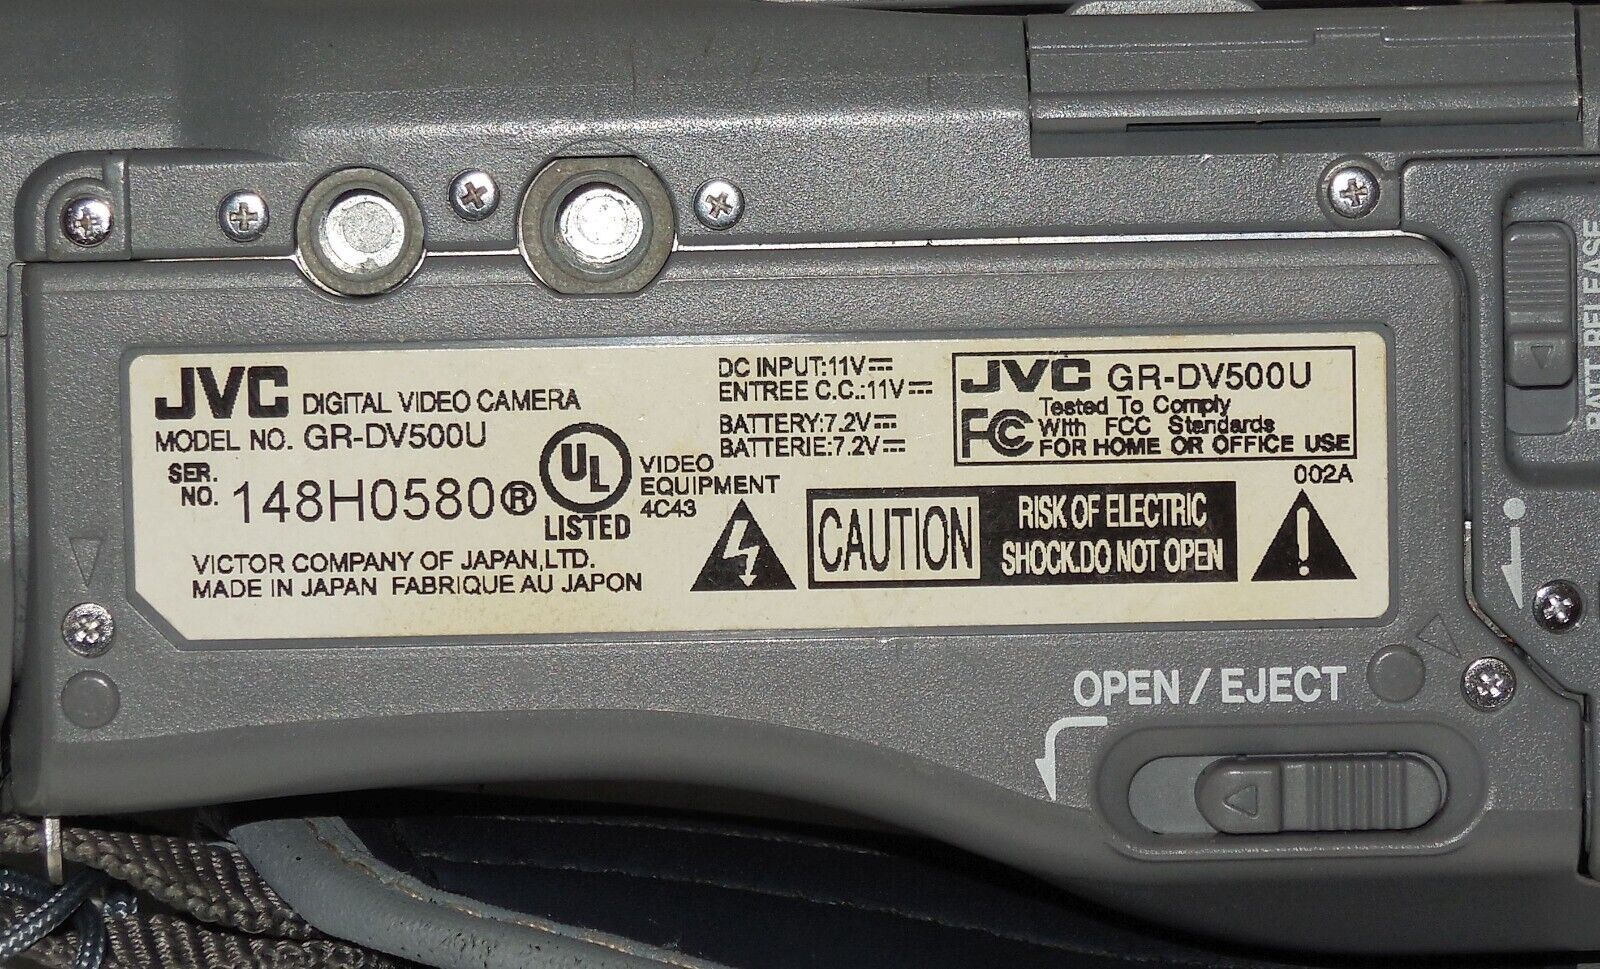 JVC DIGITAL VIDEO CAMERA
MODEL NO. GR-DV500U
SER.
NO. 148H0580®
UL
LISTED
VIDEO
EQUIPMENT
4C43
VICTOR COMPANY OF JAPAN,LTD.
MADE IN JAPAN FABRIQUE AU JAPON
DC INPUT:11V⎓
ENTREE C.C.:11V⎓
BATTERY:7.2V⎓
BATTERIE:7.2V⎓
JVC GR-DV500U
FC Tested To Comply
With FCC Standards
FOR HOME OR OFFICE USE
002A
CAUTION
RISK OF ELECTRIC
SHOCK.DO NOT OPEN
OPEN / EJECT
BATT.RELEASE